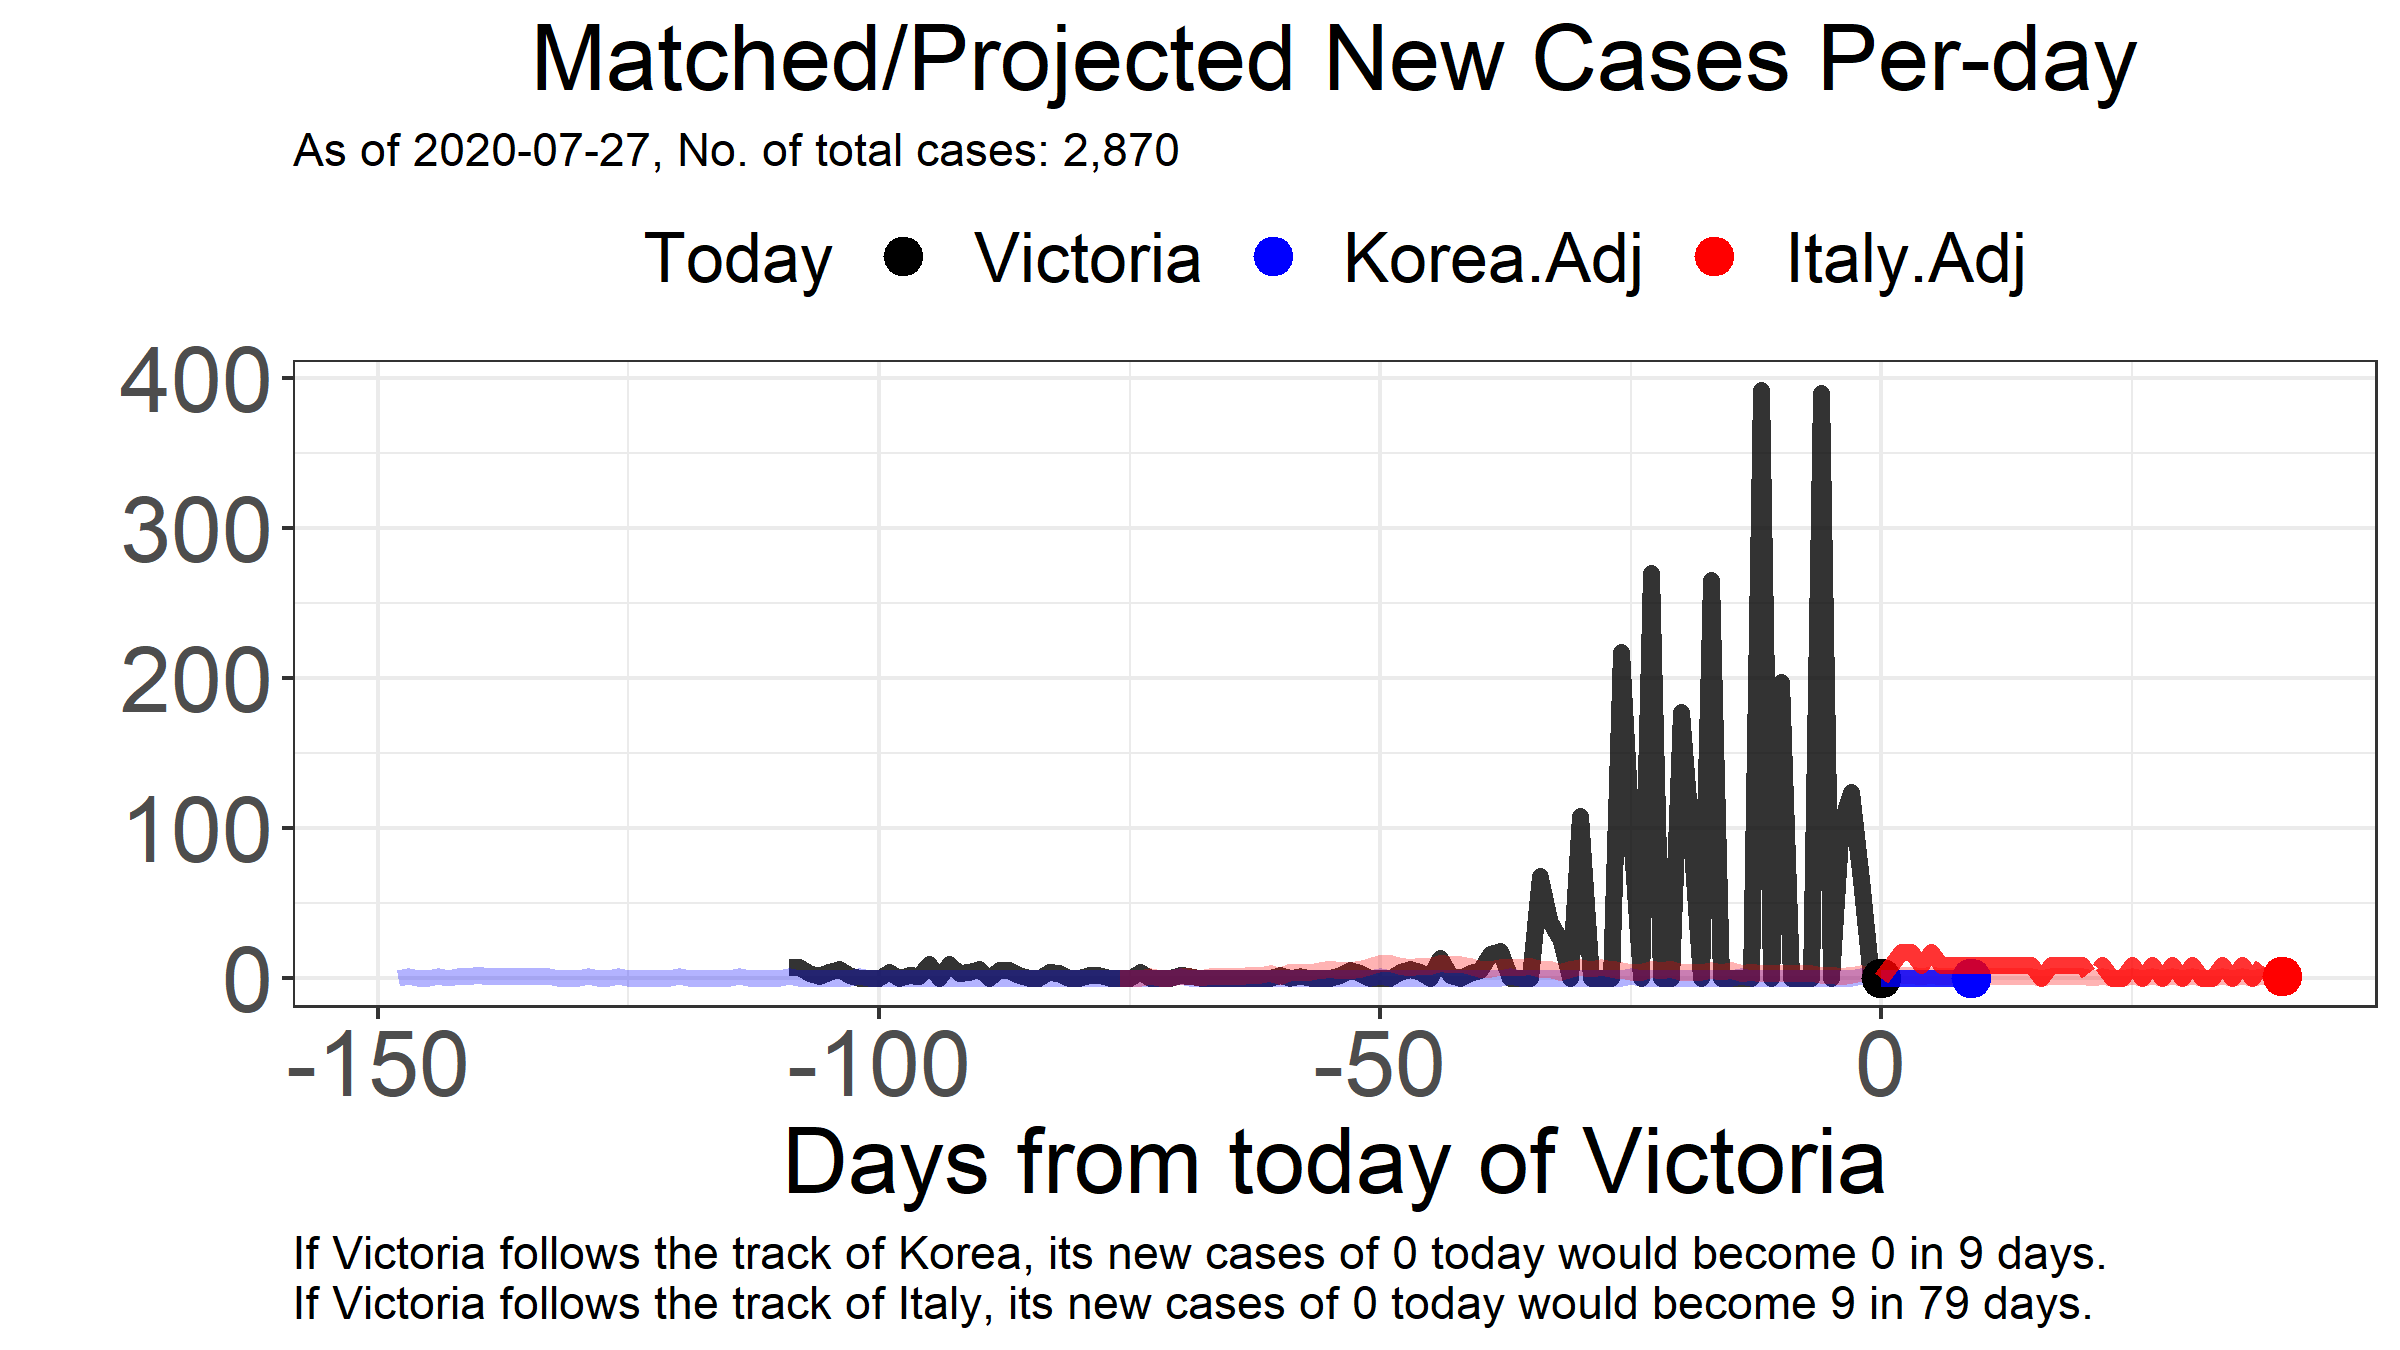 Matched/Projected New Cases Per-day
As of 2020-07-27, No. of total cases: 2,870
Today Victoria Korea.Adj Italy.Adj
400
300
200
100
0
-150 -100 -50 0
Days from today of Victoria
If Victoria follows the track of Korea, its new cases of 0 today would become 0 in 9 days.
If Victoria follows the track of Italy, its new cases of 0 today would become 9 in 79 days.